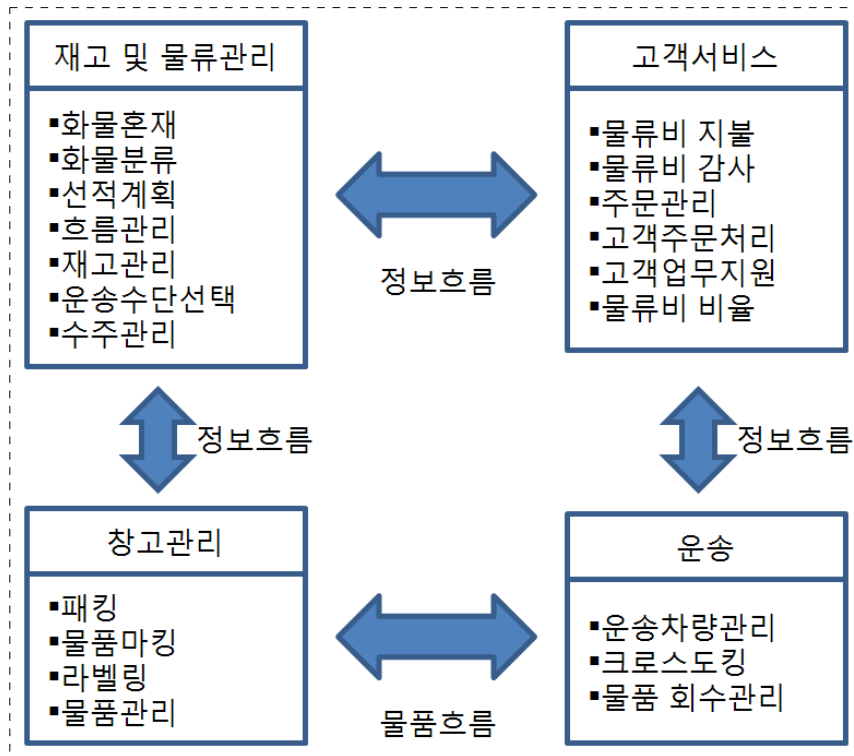 재고 및 물류관리
▪화물혼재
▪화물분류
▪선적계획
▪흐름관리
▪재고관리
▪운송수단선택
▪수주관리
정보흐름
고객서비스
▪물류비 지불
▪물류비 감사
▪주문관리
▪고객주문처리
▪고객업무지원
▪물류비 비율
정보흐름
정보흐름
창고관리
▪패킹
▪물품마킹
▪라벨링
▪물품관리
물품흐름
운송
▪운송차량관리
▪크로스도킹
▪물품 회수관리